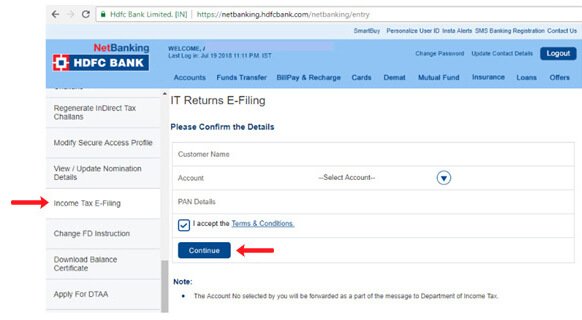 Hdfc Bank Limited. [IN] | https://netbanking.hdfcbank.com/netbanking/entry
SmartBuy Personalize User ID Insta Alerts SMS Banking Registration Contact Us
NetBanking
HDFC BANK
WELCOME, /
Last Log in: Jul 19 2018 11:11 P.M. IST
Change Password Update Contact Details Logout
Accounts Funds Transfer BillPay & Recharge Cards Demat Mutual Fund Insurance Loans Offers
Regenerate InDirect Tax
Challans
Modify Secure Access Profile
View / Update Nomination
Details
Income Tax E-Filing
Change FD Instruction
Download Balance
Certificate
Apply For DTAA
IT Returns E-Filing
Please Confirm the Details
Customer Name
Account --Select Account--
PAN Details
I accept the Terms & Conditions.
Continue
Note:
The Account No selected by you will be forwarded as a part of the message to Department of Income Tax.